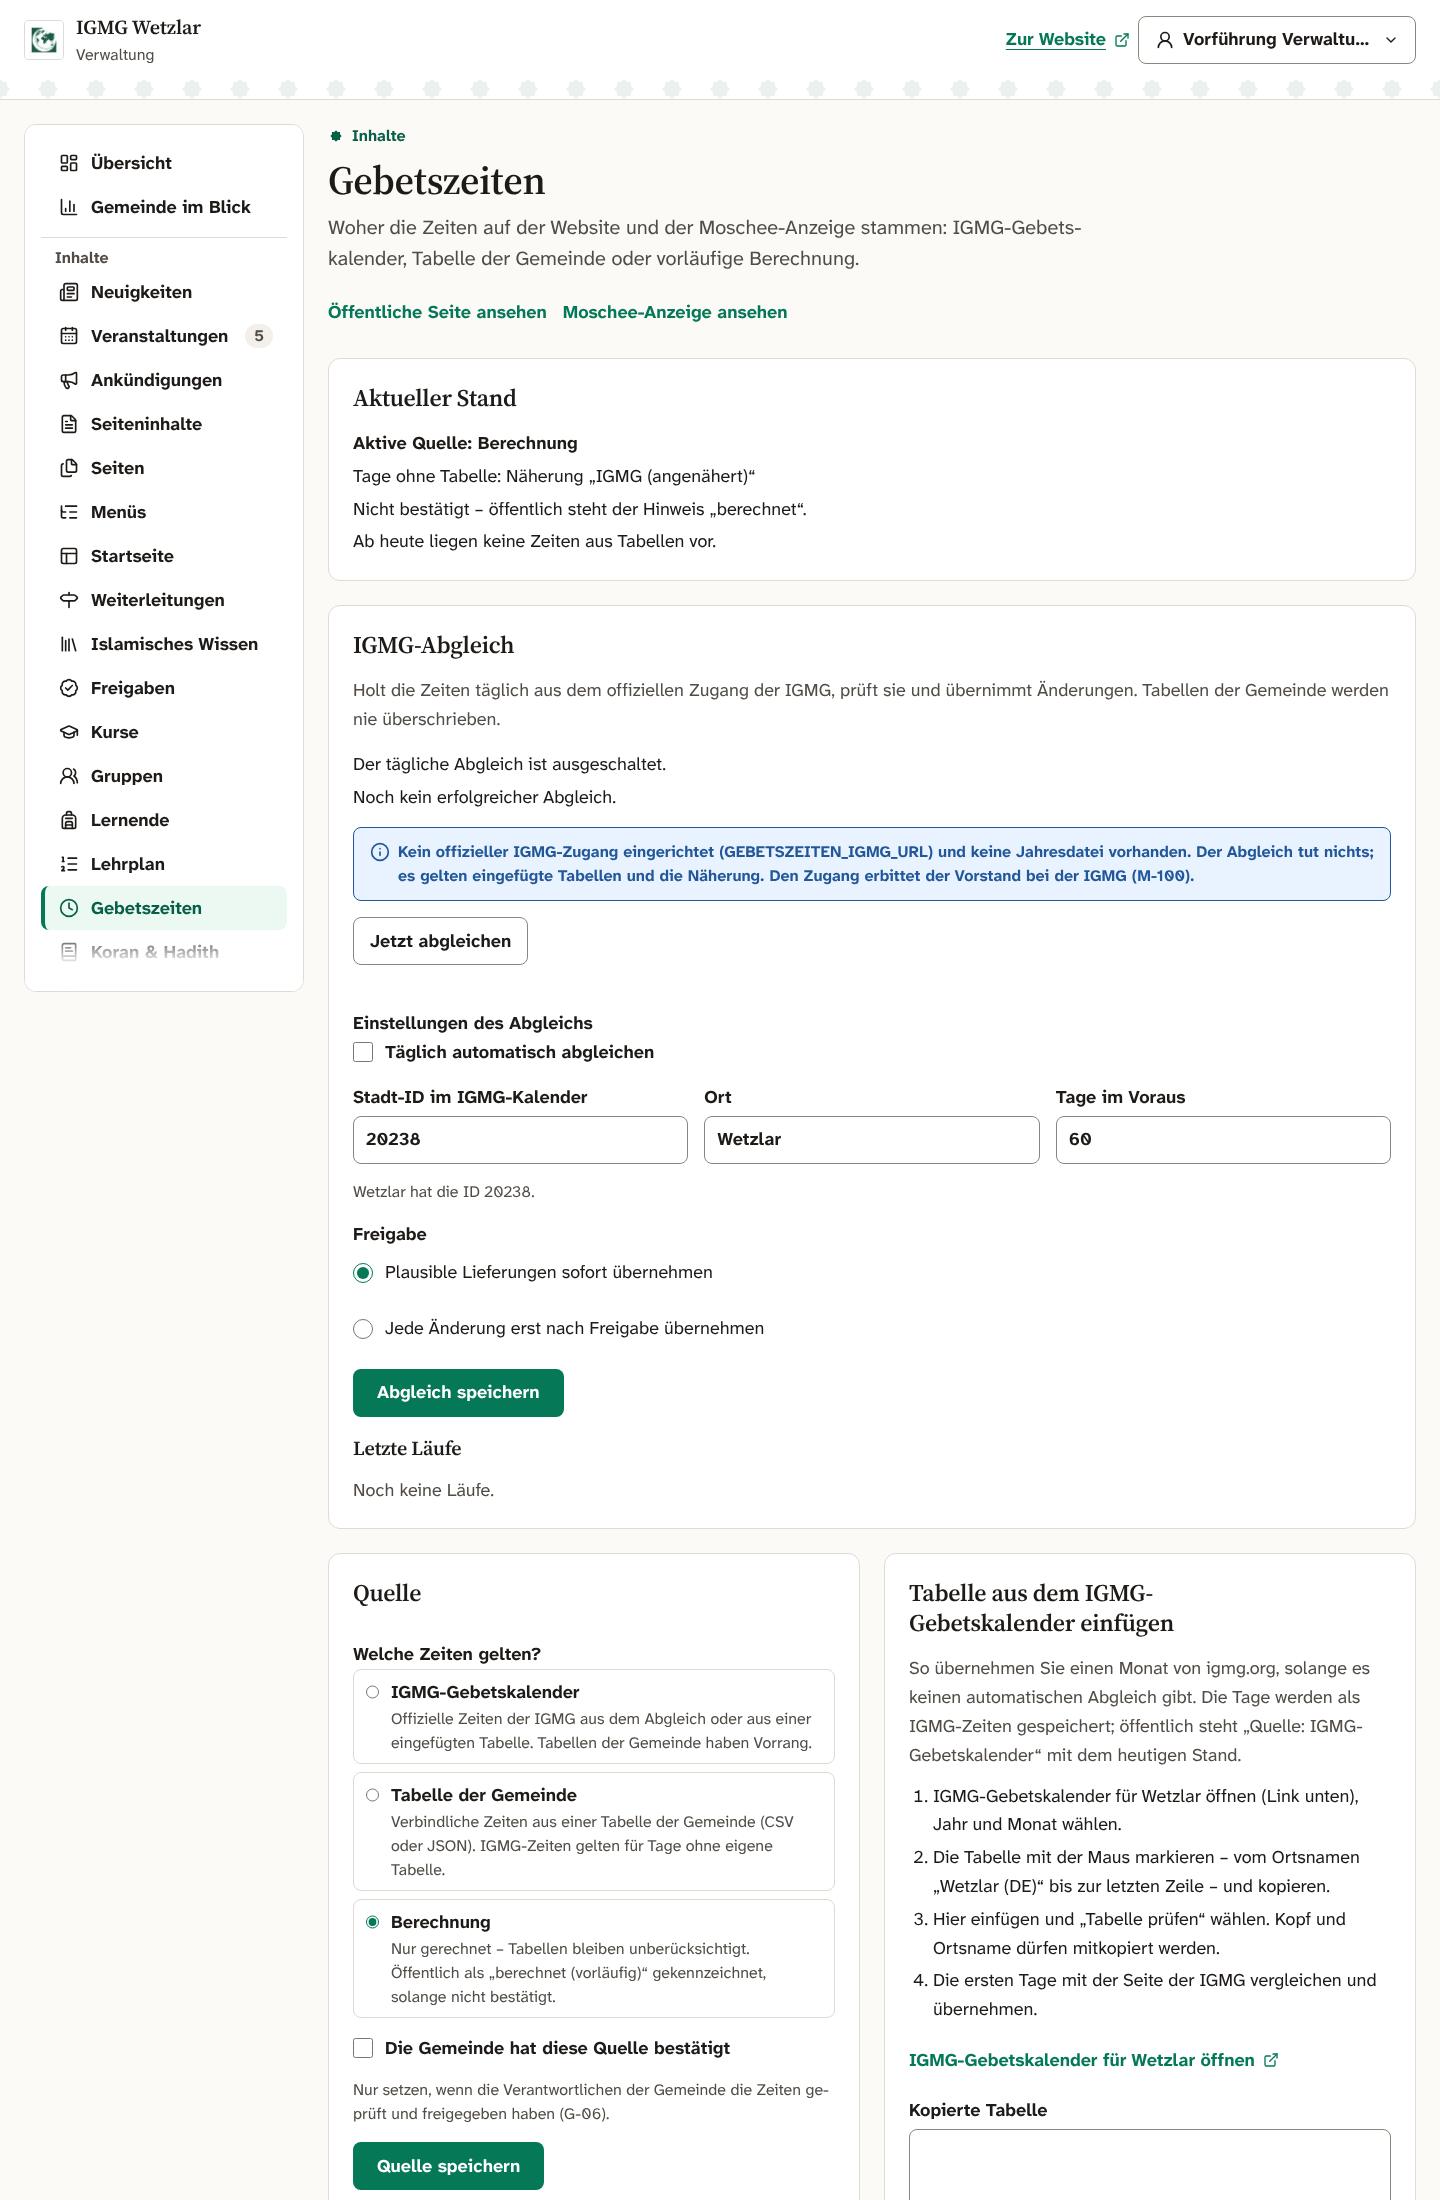 IGMG Wetzlar
Verwaltung
Zur Website
Vorführung Verwaltu...
Übersicht
Gemeinde im Blick
Inhalte
Neuigkeiten
Veranstaltungen 5
Ankündigungen
Seiteninhalte
Seiten
Menüs
Startseite
Weiterleitungen
Islamisches Wissen
Freigaben
Kurse
Gruppen
Lernende
Lehrplan
Gebetszeiten
Koran & Hadith
Inhalte
Gebetszeiten
Woher die Zeiten auf der Website und der Moschee-Anzeige stammen: IGMG-Gebets-
kalender, Tabelle der Gemeinde oder vorläufige Berechnung.
Öffentliche Seite ansehen Moschee-Anzeige ansehen
Aktueller Stand
Aktive Quelle: Berechnung
Tage ohne Tabelle: Näherung „IGMG (angenähert)“
Nicht bestätigt – öffentlich steht der Hinweis „berechnet“.
Ab heute liegen keine Zeiten aus Tabellen vor.
IGMG-Abgleich
Holt die Zeiten täglich aus dem offiziellen Zugang der IGMG, prüft sie und übernimmt Änderungen. Tabellen der Gemeinde werden
nie überschrieben.
Der tägliche Abgleich ist ausgeschaltet.
Noch kein erfolgreicher Abgleich.
Kein offizieller IGMG-Zugang eingerichtet (GEBETSZEITEN_IGMG_URL) und keine Jahresdatei vorhanden. Der Abgleich tut nichts;
es gelten eingefügte Tabellen und die Näherung. Den Zugang erbittet der Vorstand bei der IGMG (M-100).
Jetzt abgleichen
Einstellungen des Abgleichs
Täglich automatisch abgleichen
Stadt-ID im IGMG-Kalender
Ort
Tage im Voraus
20238
Wetzlar
60
Wetzlar hat die ID 20238.
Freigabe
Plausible Lieferungen sofort übernehmen
Jede Änderung erst nach Freigabe übernehmen
Abgleich speichern
Letzte Läufe
Noch keine Läufe.
Quelle
Welche Zeiten gelten?
IGMG-Gebetskalender
Offizielle Zeiten der IGMG aus dem Abgleich oder aus einer
eingefügten Tabelle. Tabellen der Gemeinde haben Vorrang.
Tabelle der Gemeinde
Verbindliche Zeiten aus einer Tabelle der Gemeinde (CSV
oder JSON). IGMG-Zeiten gelten für Tage ohne eigene
Tabelle.
Berechnung
Nur gerechnet – Tabellen bleiben unberücksichtigt.
Öffentlich als „berechnet (vorläufig)“ gekennzeichnet,
solange nicht bestätigt.
Die Gemeinde hat diese Quelle bestätigt
Nur setzen, wenn die Verantwortlichen der Gemeinde die Zeiten ge-
prüft und freigegeben haben (G-06).
Quelle speichern
Tabelle aus dem IGMG-
Gebetskalender einfügen
So übernehmen Sie einen Monat von igmg.org, solange es
keinen automatischen Abgleich gibt. Die Tage werden als
IGMG-Zeiten gespeichert; öffentlich steht „Quelle: IGMG-
Gebetskalender“ mit dem heutigen Stand.
1. IGMG-Gebetskalender für Wetzlar öffnen (Link unten),
Jahr und Monat wählen.
2. Die Tabelle mit der Maus markieren – vom Ortsnamen
„Wetzlar (DE)“ bis zur letzten Zeile – und kopieren.
3. Hier einfügen und „Tabelle prüfen“ wählen. Kopf und
Ortsname dürfen mitkopiert werden.
4. Die ersten Tage mit der Seite der IGMG vergleichen und
übernehmen.
IGMG-Gebetskalender für Wetzlar öffnen
Kopierte Tabelle